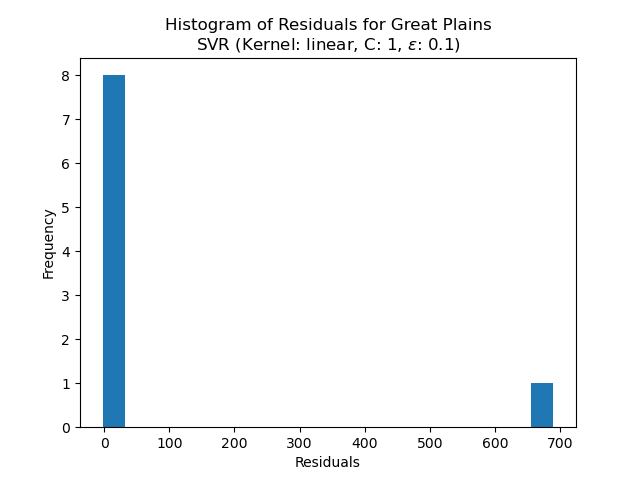 Histogram of Residuals for Great Plains
SVR (Kernel: linear, C: 1, ε: 0.1)
8
7
6
5
4
3
2
1
0
Frequency
0 100 200 300 400 500 600 700
Residuals